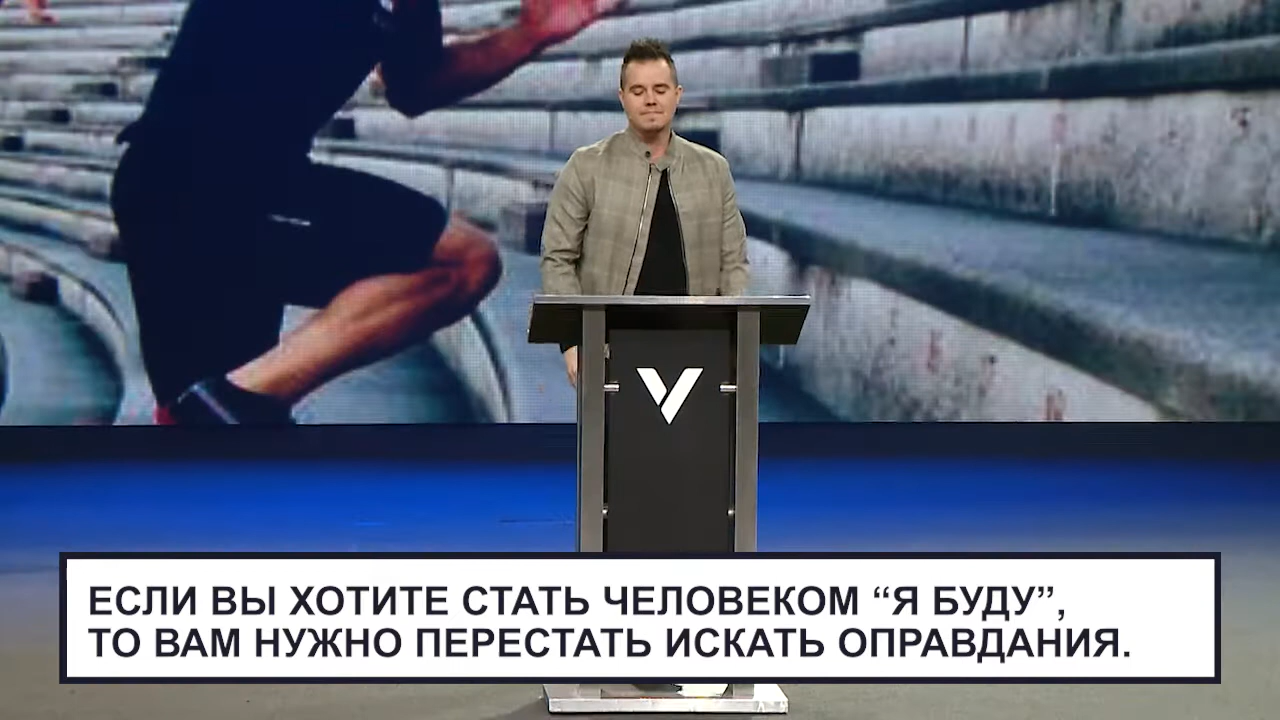 ЕСЛИ ВЫ ХОТИТЕ СТАТЬ ЧЕЛОВЕКОМ “Я БУДУ”,
ТО ВАМ НУЖНО ПЕРЕСТАТЬ ИСКАТЬ ОПРАВДАНИЯ.